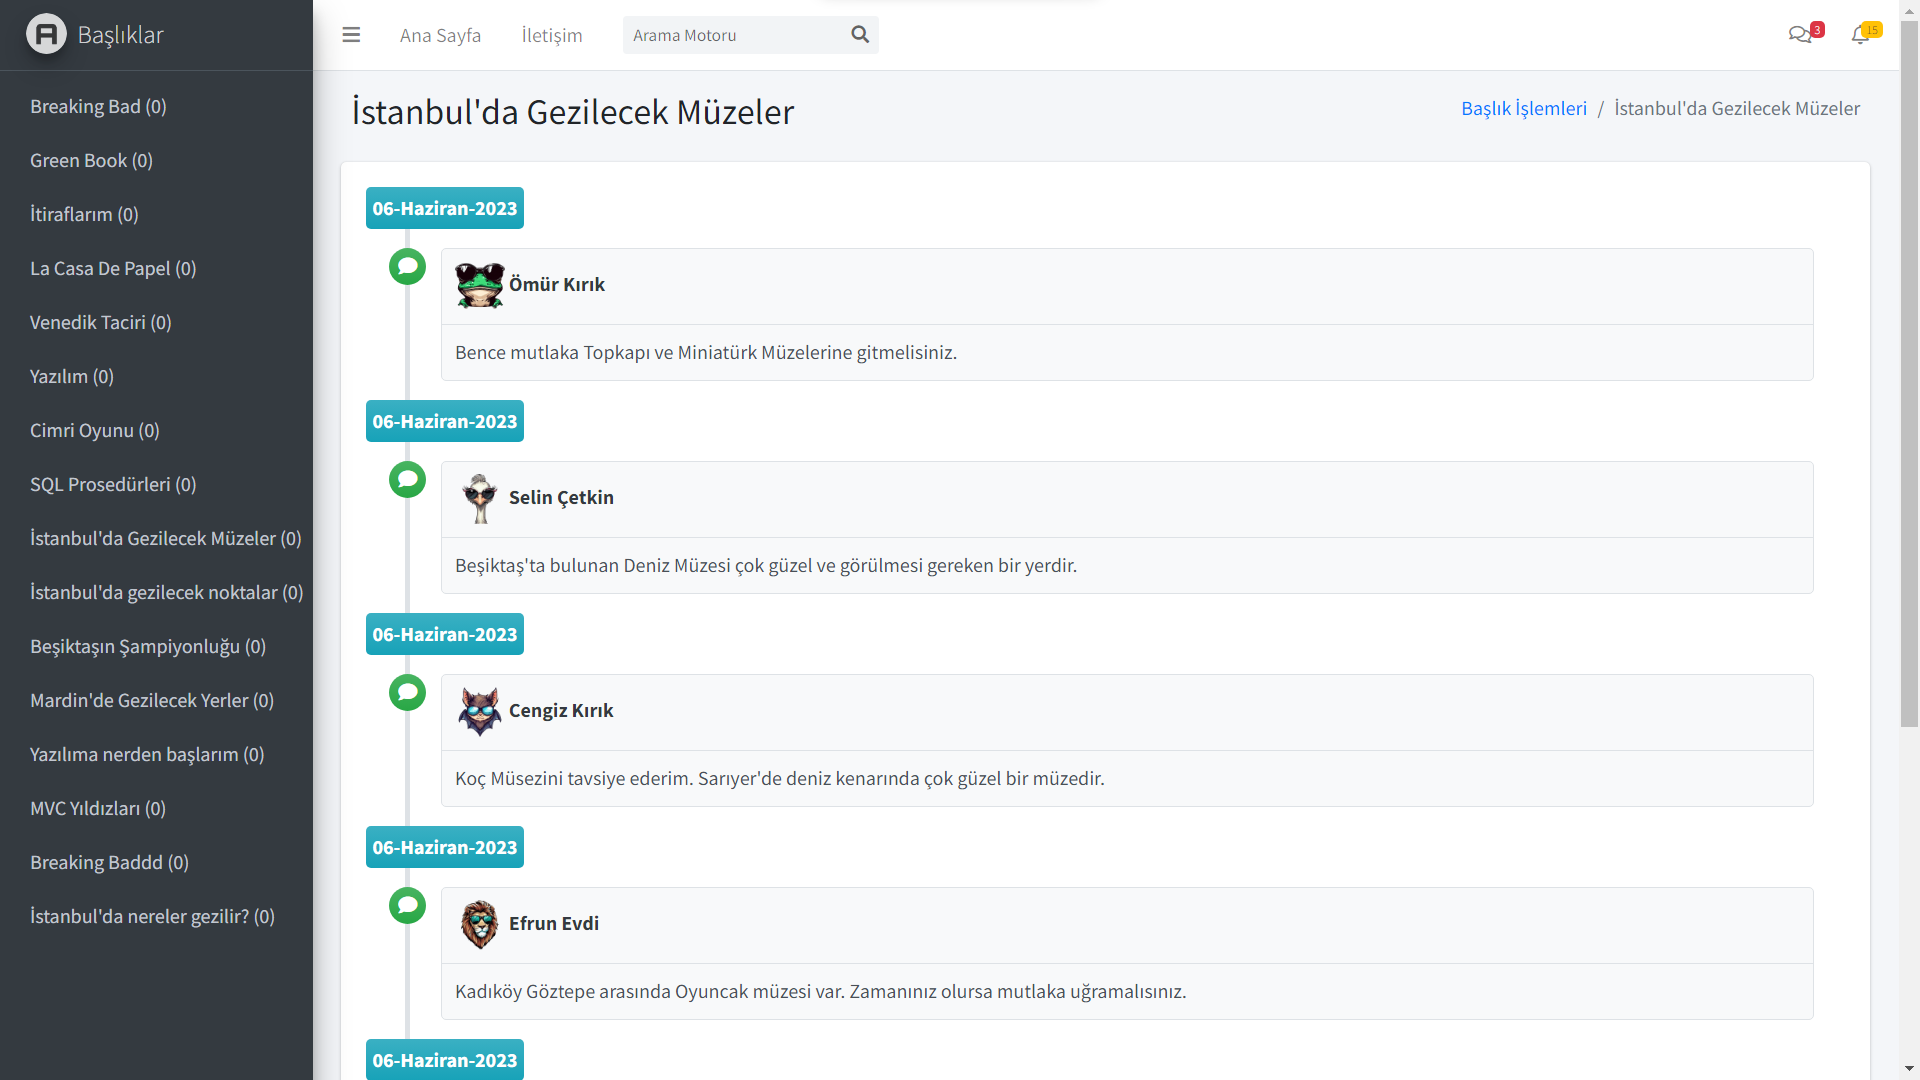 Başlıklar
Breaking Bad (0)
Green Book (0)
İtiraflarım (0)
La Casa De Papel (0)
Venedik Taciri (0)
Yazılım (0)
Cimri Oyunu (0)
SQL Prosedürleri (0)
İstanbul'da Gezilecek Müzeler (0)
İstanbul'da gezilecek noktalar (0)
Beşiktaşın Şampiyonluğu (0)
Mardin'de Gezilecek Yerler (0)
Yazılıma nerden başlarım (0)
MVC Yıldızları (0)
Breaking Baddd (0)
İstanbul'da nereler gezilir? (0)
Ana Sayfa İletişim Arama Motoru 3 15
İstanbul'da Gezilecek Müzeler
Başlık İşlemleri / İstanbul'da Gezilecek Müzeler
06-Haziran-2023
Ömür Kırık
Bence mutlaka Topkapı ve Miniatürk Müzelerine gitmelisiniz.
06-Haziran-2023
Selin Çetkin
Beşiktaş'ta bulunan Deniz Müzesi çok güzel ve görülmesi gereken bir yerdir.
06-Haziran-2023
Cengiz Kırık
Koç Müsezini tavsiye ederim. Sarıyer'de deniz kenarında çok güzel bir müzedir.
06-Haziran-2023
Efrun Evdi
Kadıköy Göztepe arasında Oyuncak müzesi var. Zamanınız olursa mutlaka uğramalısınız.
06-Haziran-2023